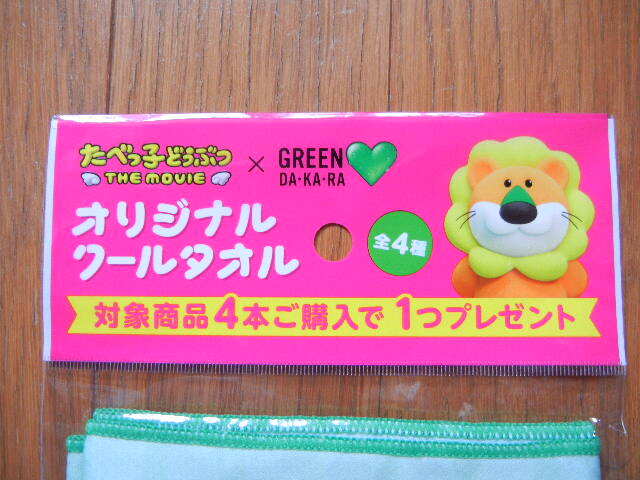 たべっ子どうぶつ
THE MOVIE
×
GREEN
DA・KA・RA
オリジナル
クールタオル
全4種
対象商品4本ご購入で1つプレゼント